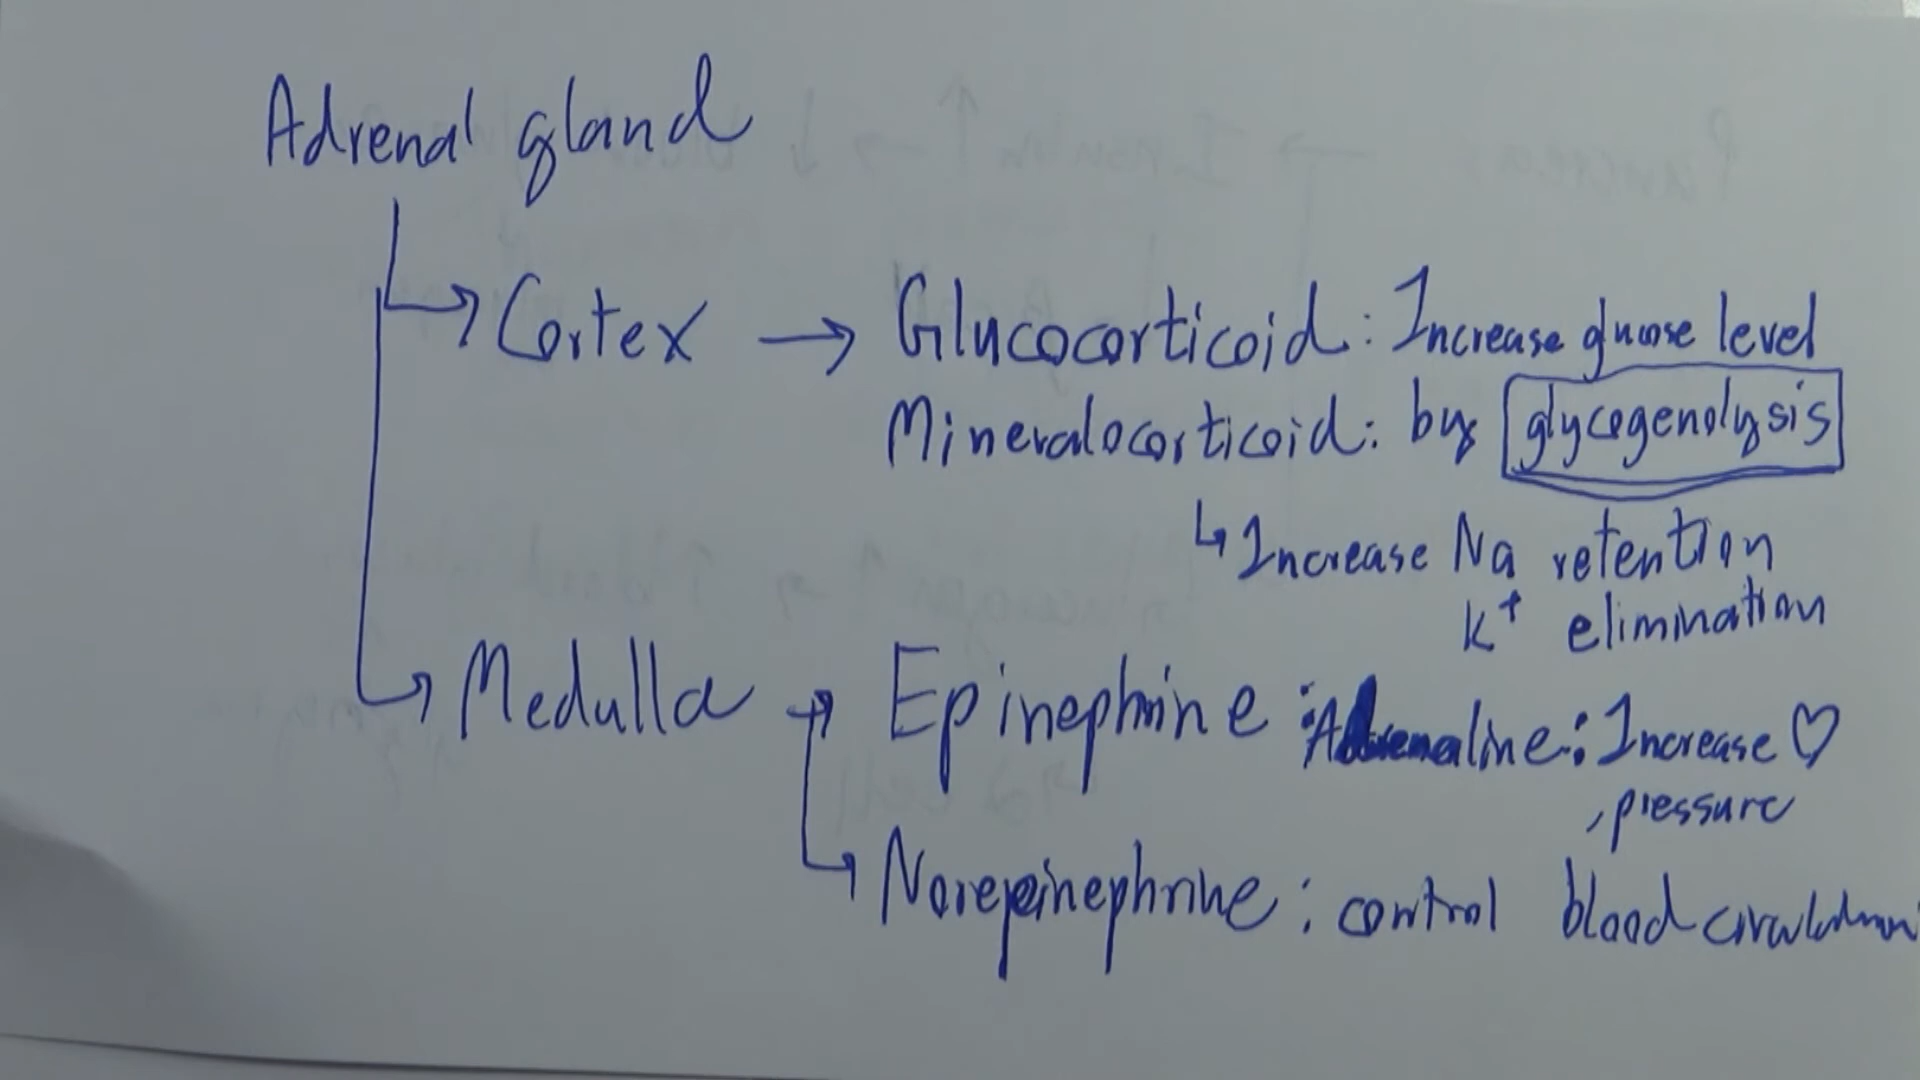 Adrenal gland
Cortex → Glucocorticoid: Increase glucose level
Mineralocorticoid: by glycogenolysis
↳ Increase Na retention
K+ elimination
Medulla → Epinephrine : Adrenaline: Increase ♡
, pressure
Norepinephrine : control blood circulation